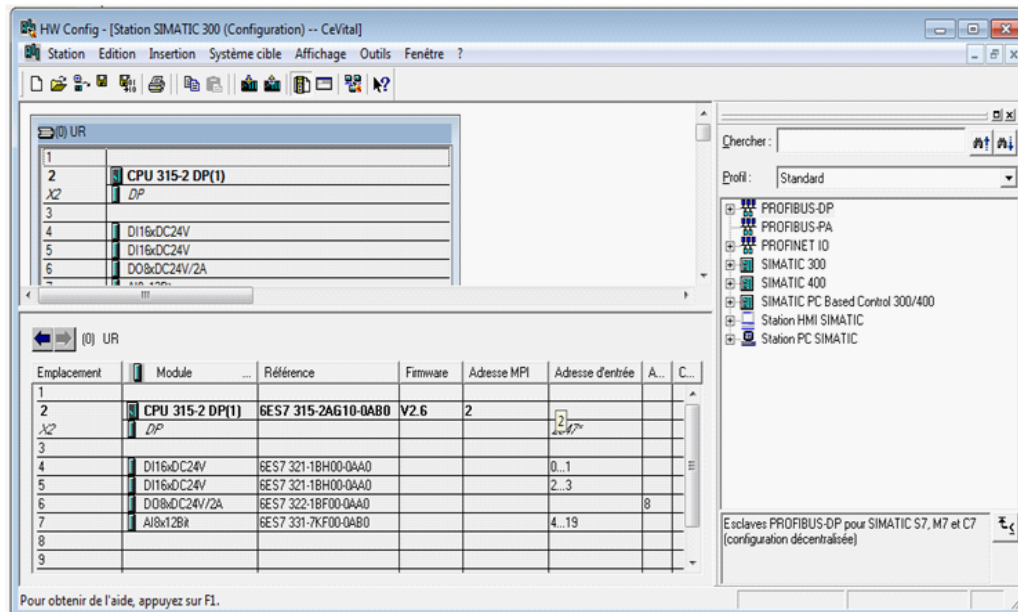 HW Config - [Station SIMATIC 300 (Configuration) -- CeVital]
Station Edition Insertion Système cible Affichage Outils Fenêtre ?
(0) UR
1
2 CPU 315-2 DP(1)
X2 DP
3
4 DI16xDC24V
5 DI16xDC24V
6 DO8xDC24V/2A
(0) UR
Emplacement Module ... Référence Firmware Adresse MPI Adresse d'entrée A... C...
1
2 CPU 315-2 DP(1) 6ES7 315-2AG10-0AB0 V2.6 2
2
X2 DP
3
4 DI16xDC24V 6ES7 321-1BH00-0AA0 0...1
5 DI16xDC24V 6ES7 321-1BH00-0AA0 2...3
6 DO8xDC24V/2A 6ES7 322-1BF00-0AA0 8
7 AI8x12Bit 6ES7 331-7KF00-0AB0 4...19
8
9
Chercher :
Profil : Standard
PROFIBUS-DP
PROFIBUS-PA
PROFINET IO
SIMATIC 300
SIMATIC 400
SIMATIC PC Based Control 300/400
Station HMI SIMATIC
Station PC SIMATIC
Esclaves PROFIBUS-DP pour SIMATIC S7, M7 et C7
(configuration décentralisée)
Pour obtenir de l'aide, appuyez sur F1.